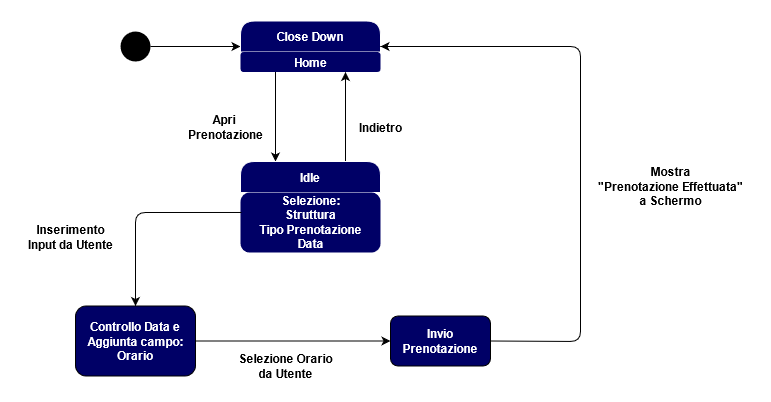 Close Down
Home
Apri
Prenotazione
Indietro
Mostra
"Prenotazione Effettuata"
a Schermo
Idle
Selezione:
Struttura
Tipo Prenotazione
Data
Inserimento
Input da Utente
Controllo Data e
Aggiunta campo:
Orario
Invio
Prenotazione
Selezione Orario
da Utente